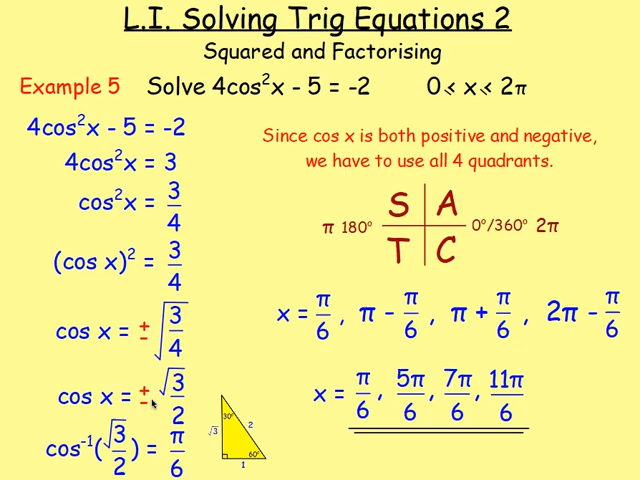 L.I. Solving Trig Equations 2
Squared and Factorising
Example 5 Solve 4cos²x - 5 = -2 0 ≤ x ≤ 2π
4cos²x - 5 = -2
4cos²x = 3
cos²x = 3/4
(cos x)² = 3/4
cos x = ±√(3/4)
cos x = ±√3/2
cos⁻¹(√3/2) = π/6
Since cos x is both positive and negative,
we have to use all 4 quadrants.
S A
π 180° 0°/360° 2π
T C
x = π/6 , π - π/6 , π + π/6 , 2π - π/6
x = π/6 , 5π/6 , 7π/6 , 11π/6
30°
√3 2
60°
1